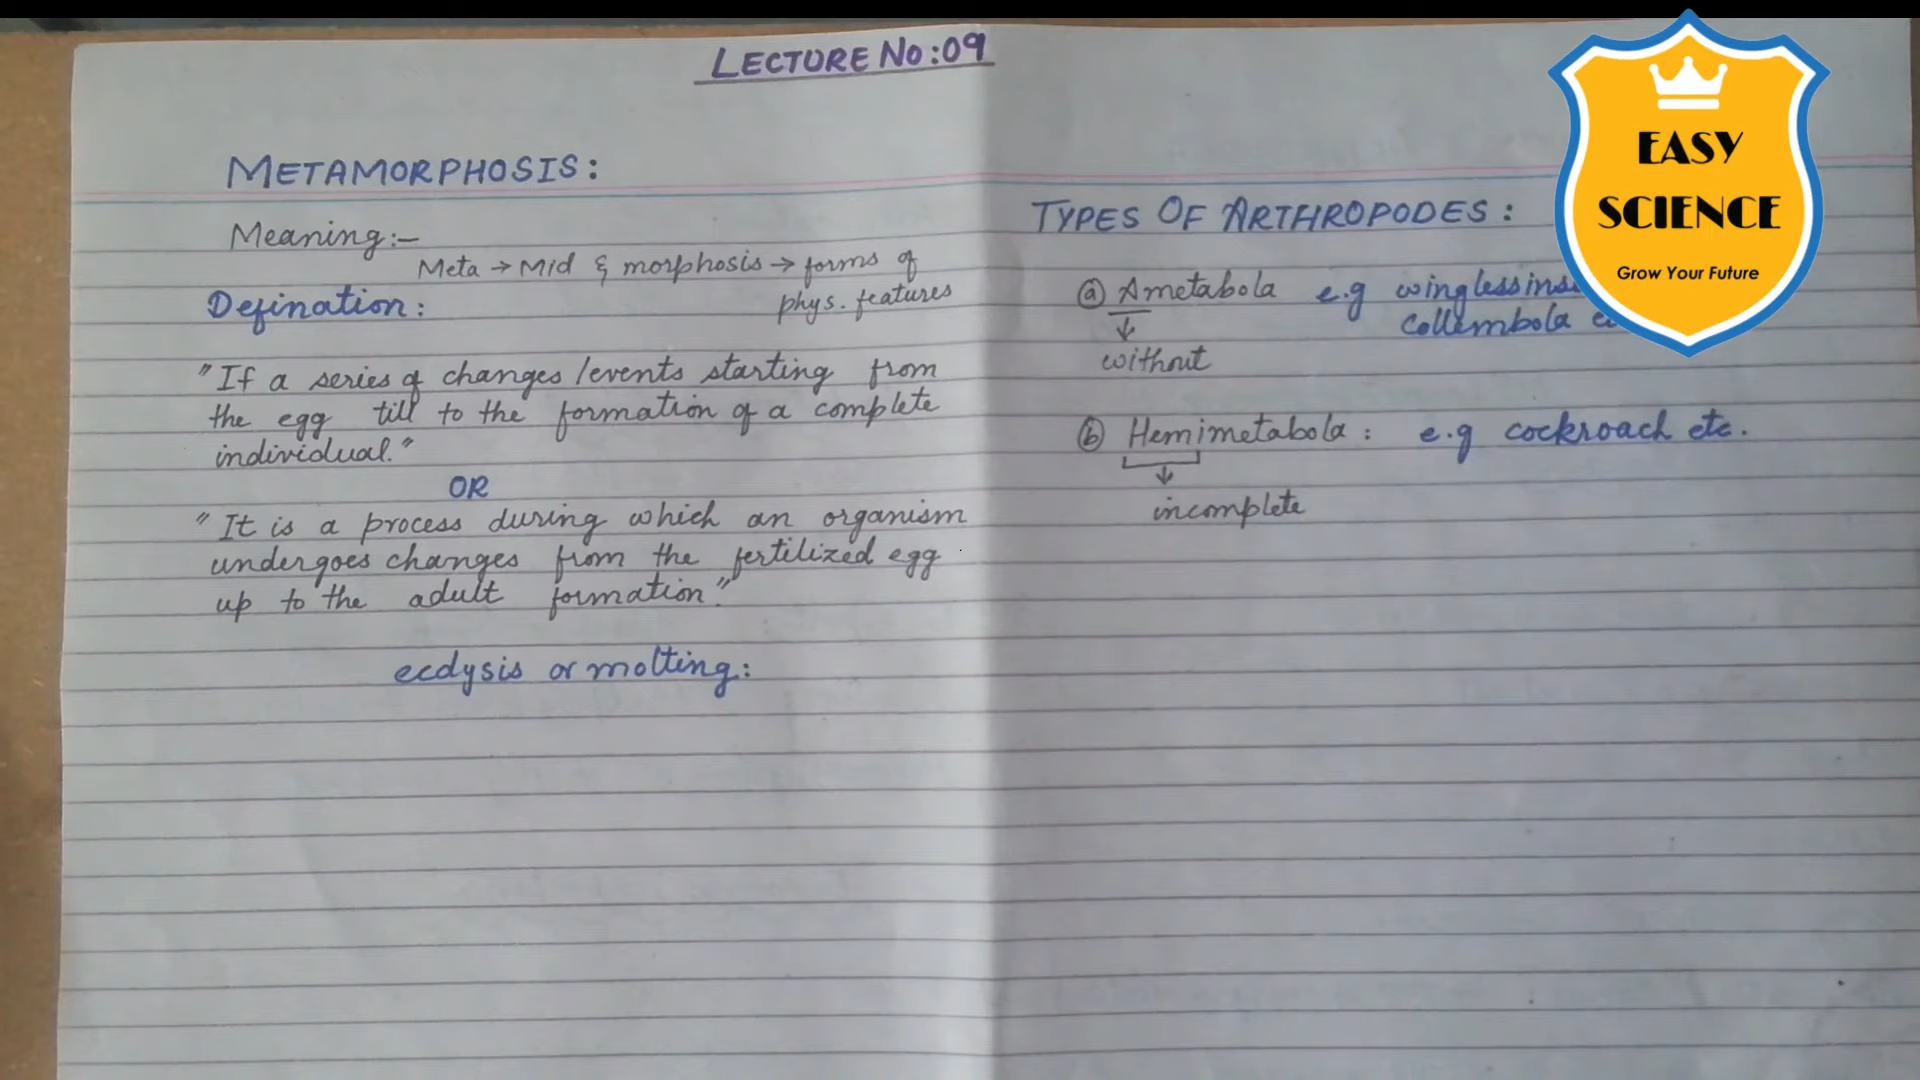 LECTURE No:09
METAMORPHOSIS:
Meaning:-
Meta → Mid & morphosis → forms of
phys. features
Defination:
"If a series of changes/events starting from
the egg till to the formation of a complete
individual."
OR
"It is a process during which an organism
undergoes changes from the fertilized egg
up to the adult formation."
ecdysis or molting:
TYPES OF ARTHROPODES:
(a) Ametabola e.g wingless
collembola
↓
without
(b) Hemimetabola: e.g cockroach etc.
↓
incomplete
EASY
SCIENCE
Grow Your Future